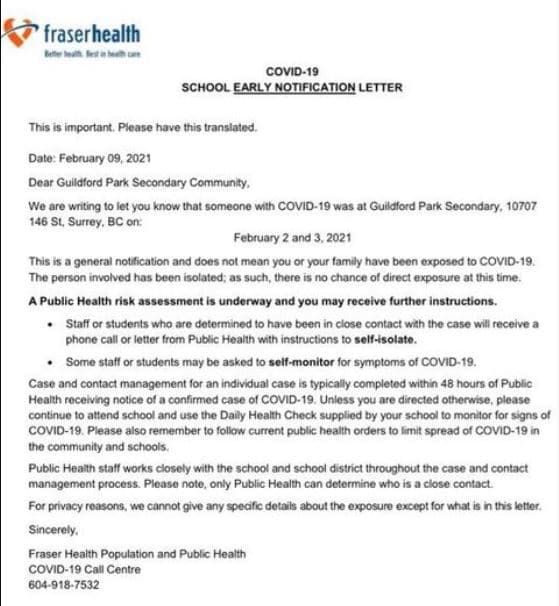 fraserhealth
Better health. Best in health care
COVID-19
SCHOOL EARLY NOTIFICATION LETTER
This is important. Please have this translated.
Date: February 09, 2021
Dear Guildford Park Secondary Community,
We are writing to let you know that someone with COVID-19 was at Guildford Park Secondary, 10707
146 St, Surrey, BC on:
February 2 and 3, 2021
This is a general notification and does not mean you or your family have been exposed to COVID-19.
The person involved has been isolated; as such, there is no chance of direct exposure at this time.
A Public Health risk assessment is underway and you may receive further instructions.
• Staff or students who are determined to have been in close contact with the case will receive a
phone call or letter from Public Health with instructions to self-isolate.
• Some staff or students may be asked to self-monitor for symptoms of COVID-19.
Case and contact management for an individual case is typically completed within 48 hours of Public
Health receiving notice of a confirmed case of COVID-19. Unless you are directed otherwise, please
continue to attend school and use the Daily Health Check supplied by your school to monitor for signs of
COVID-19. Please also remember to follow current public health orders to limit spread of COVID-19 in
the community and schools.
Public Health staff works closely with the school and school district throughout the case and contact
management process. Please note, only Public Health can determine who is a close contact.
For privacy reasons, we cannot give any specific details about the exposure except for what is in this letter.
Sincerely,
Fraser Health Population and Public Health
COVID-19 Call Centre
604-918-7532